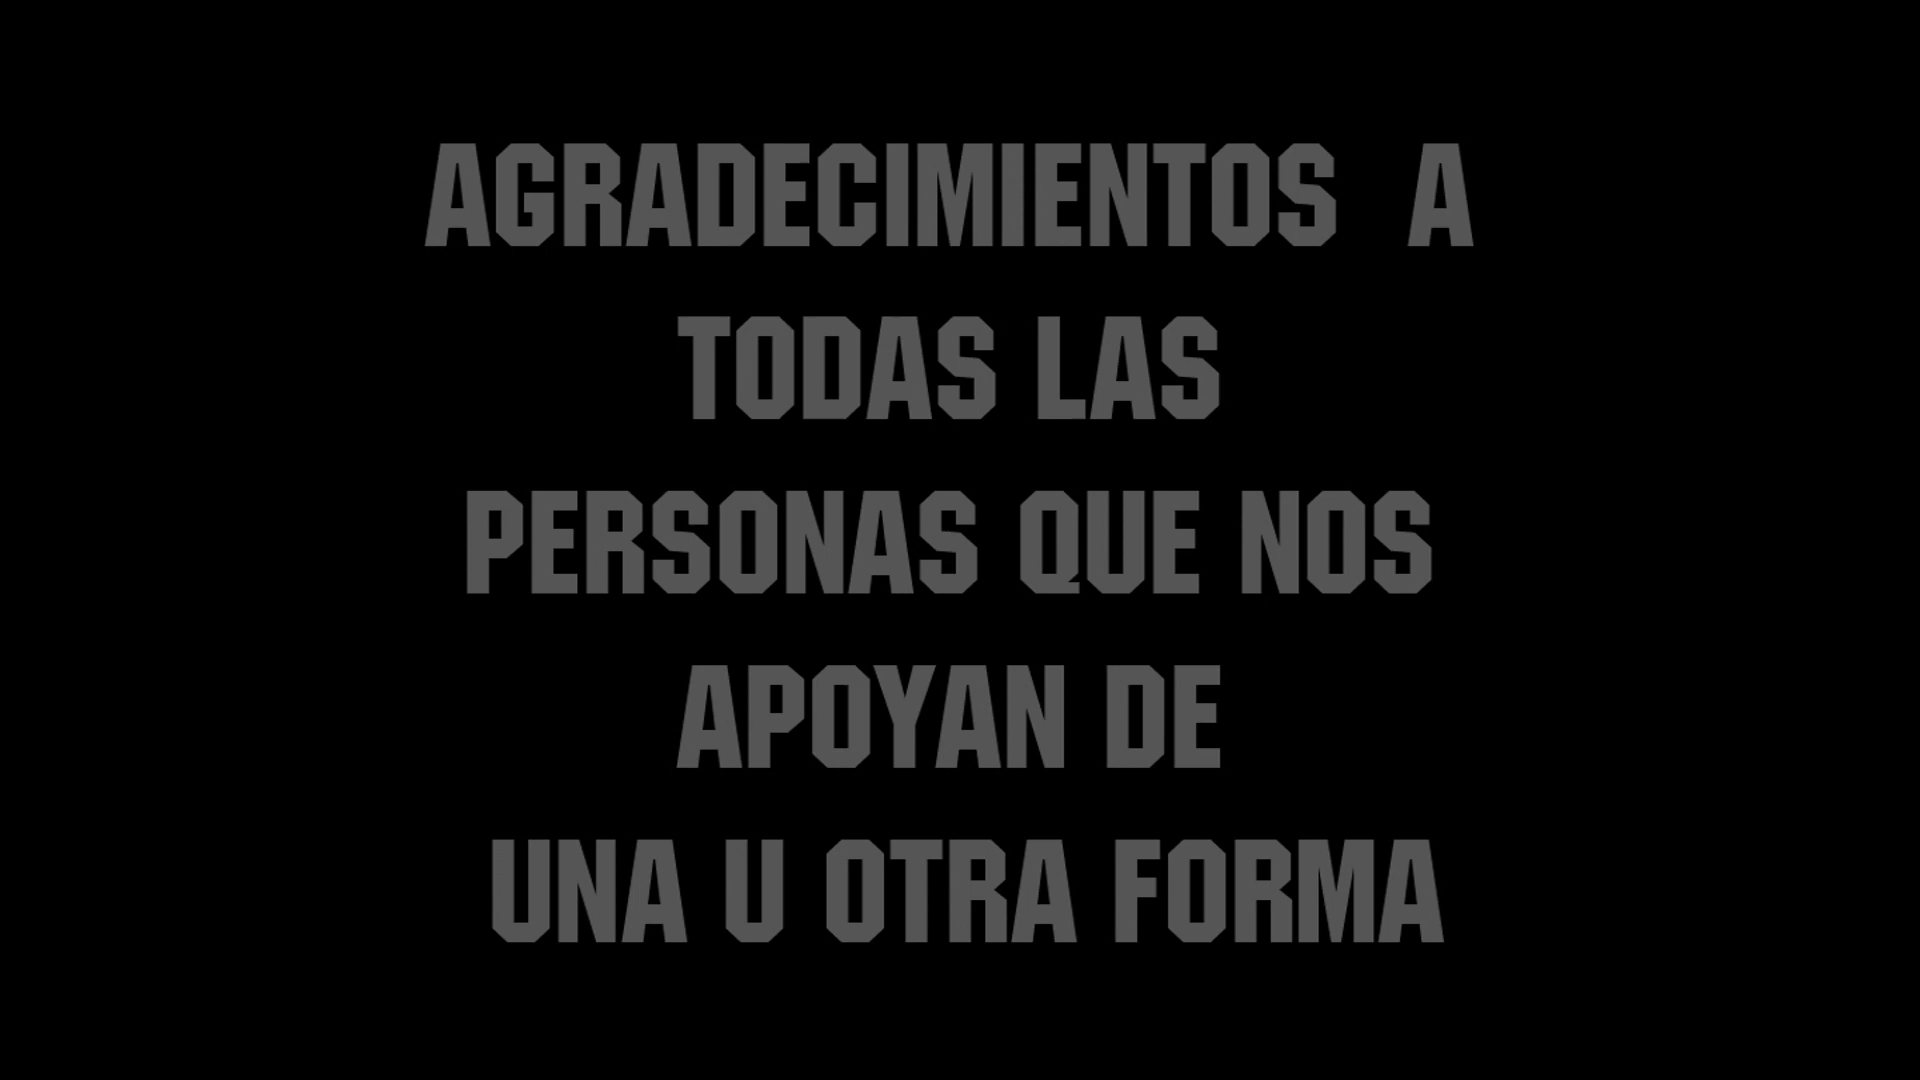 AGRADECIMIENTOS A
TODAS LAS
PERSONAS QUE NOS
APOYAN DE
UNA U OTRA FORMA